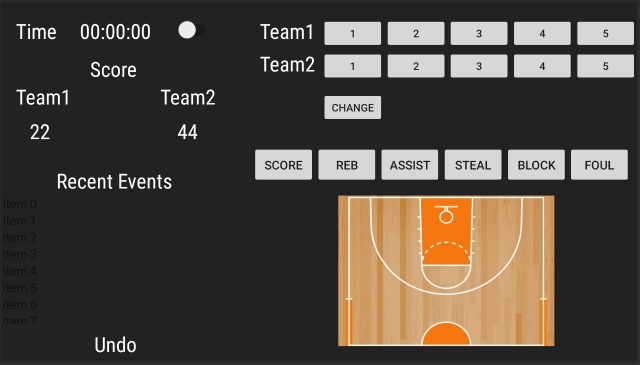 Time 00:00:00
Score
Team1 Team2
22 44
Recent Events
Item 0
Item 1
Item 2
Item 3
Item 4
Item 5
Item 6
Item 7
Undo
Team1 1 2 3 4 5
Team2 1 2 3 4 5
CHANGE
SCORE REB ASSIST STEAL BLOCK FOUL